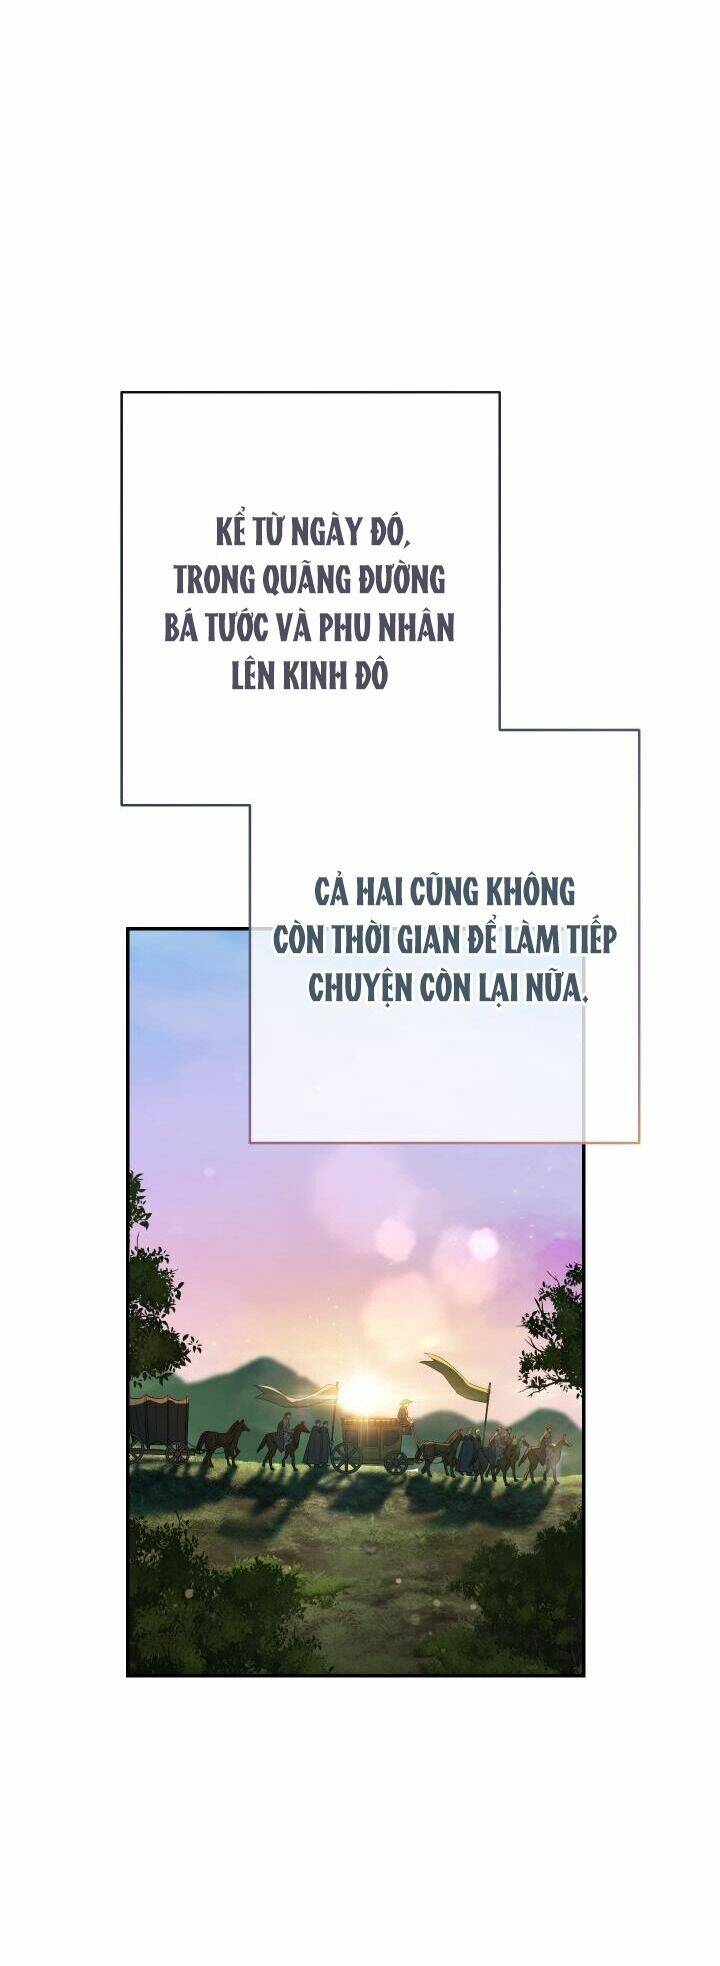 KỂ TỪ NGÀY ĐÓ,
TRONG QUÃNG ĐƯỜNG
BÁ TƯỚC VÀ PHU NHÂN
LÊN KINH ĐÔ
CẢ HAI CŨNG KHÔNG
CÒN THỜI GIAN ĐỂ LÀM TIẾP
CHUYỆN CÒN LẠI NỮA.